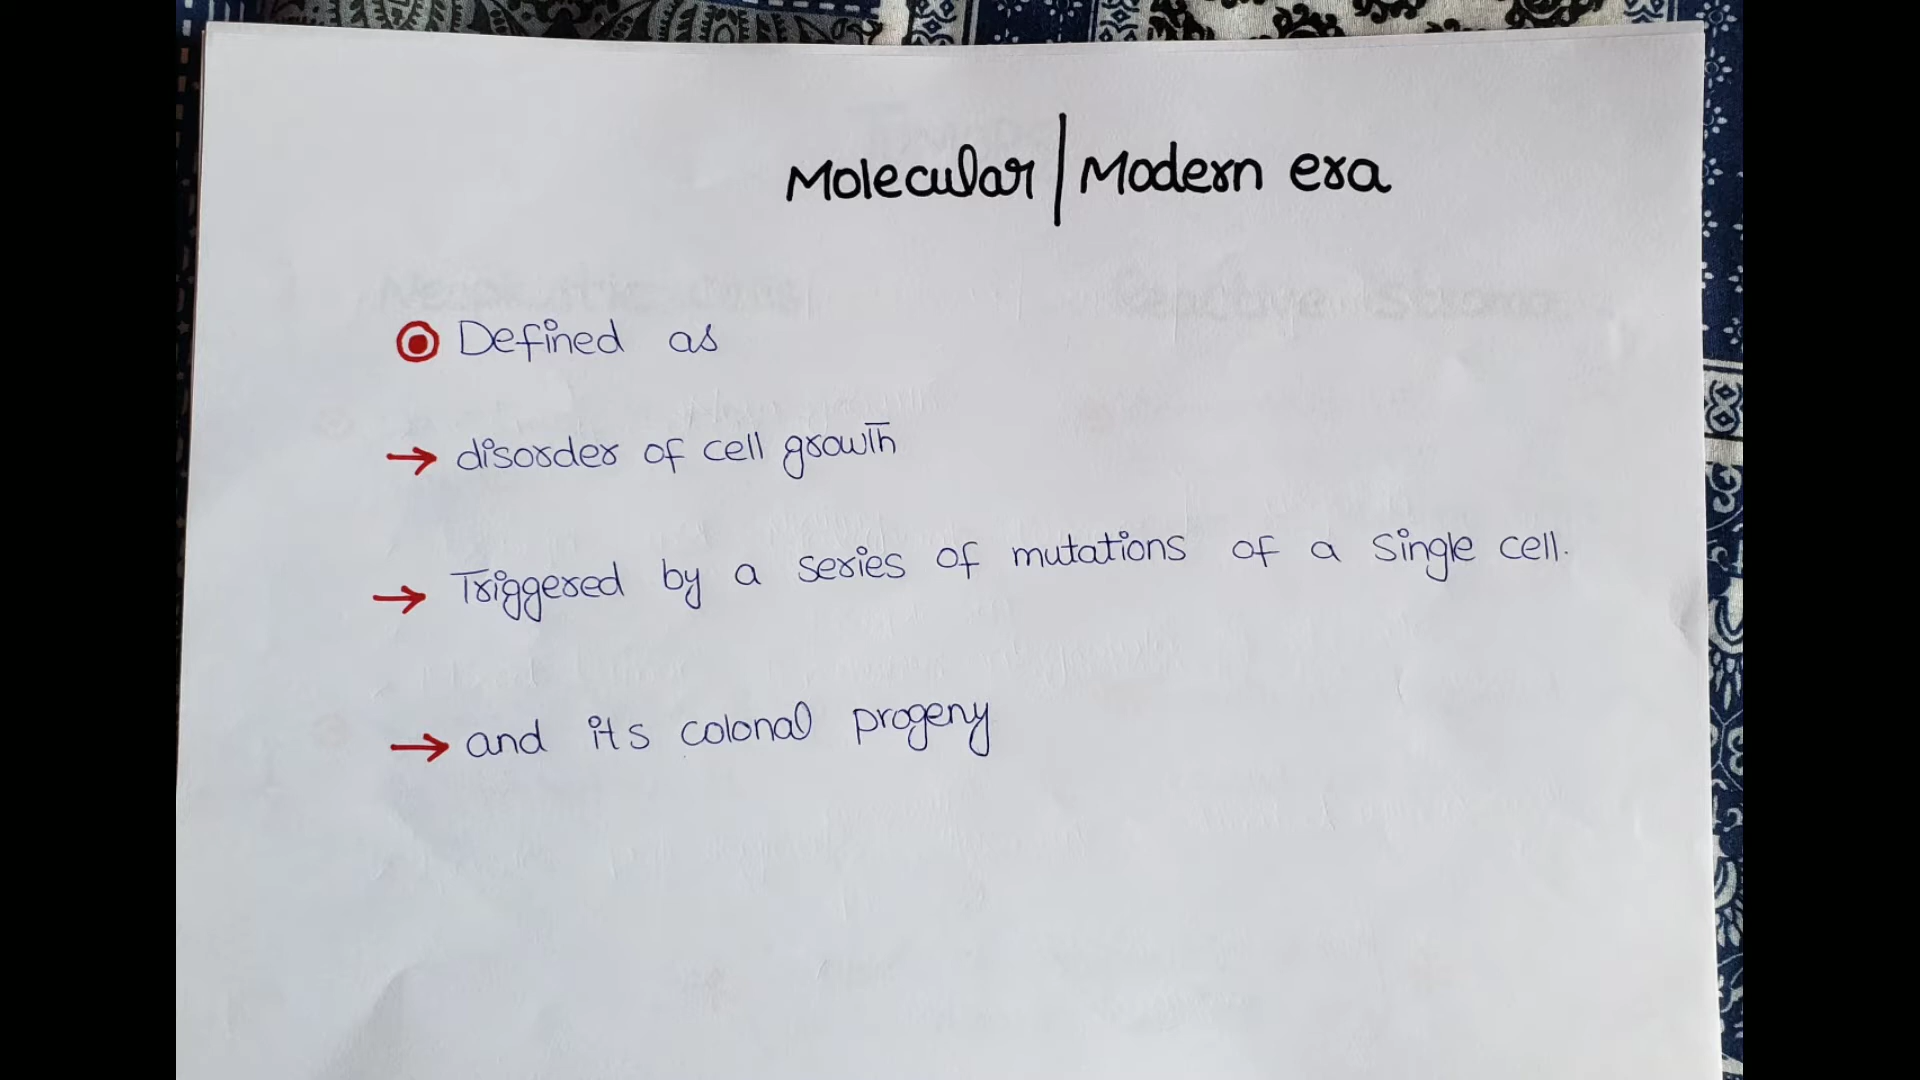 Molecular | Modern era
Defined as
→ disorder of cell growth
→ Triggered by a series of mutations of a single cell.
→ and its colonal progeny